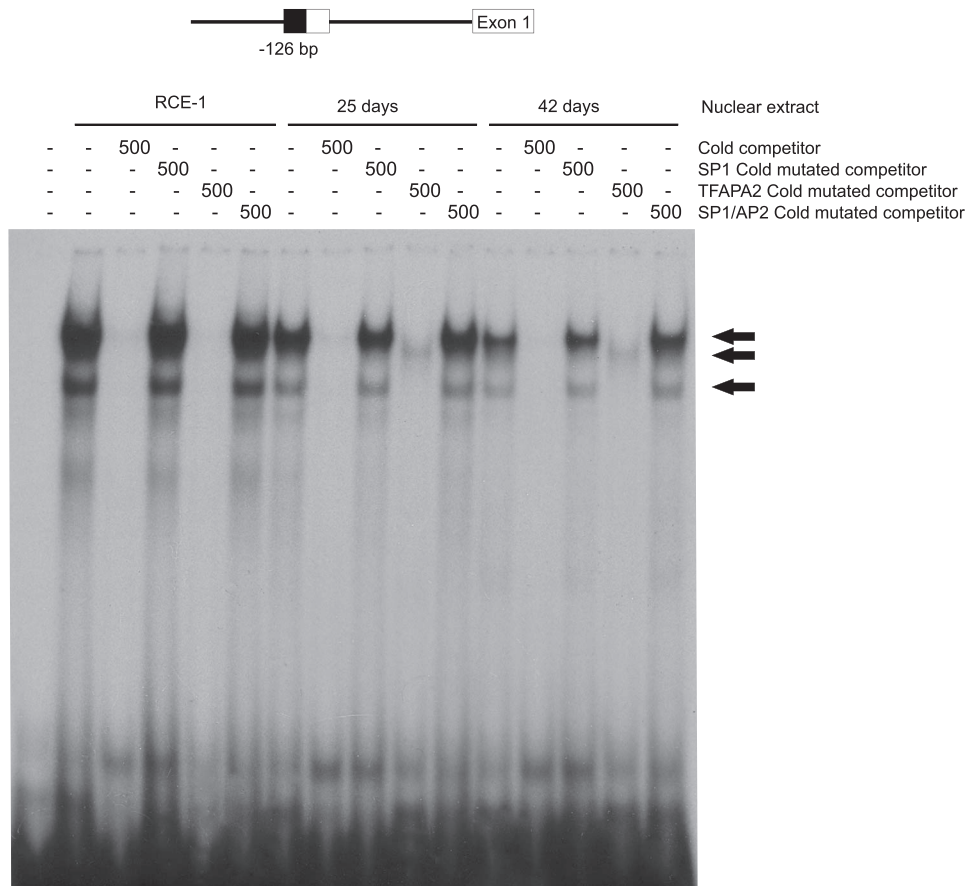 Exon 1
-126 bp
RCE-1 25 days 42 days Nuclear extract
- - 500 - - - - 500 - - - - 500 - - - Cold competitor
- - - 500 - - - - 500 - - - - 500 - - SP1 Cold mutated competitor
- - - - 500 - - - - 500 - - - - 500 - TFAPA2 Cold mutated competitor
- - - - - 500 - - - - 500 - - - - 500 SP1/AP2 Cold mutated competitor